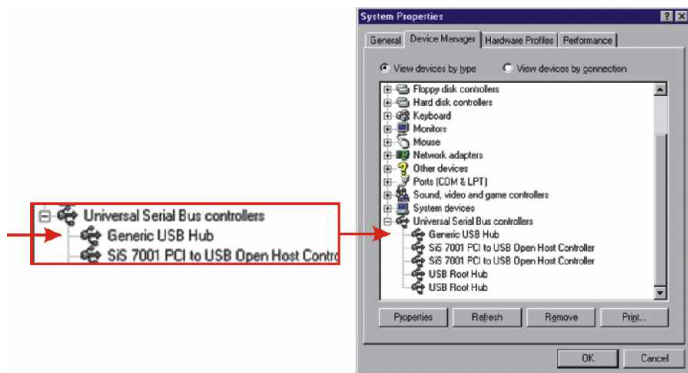 System Properties
General Device Manager Hardware Profiles Performance
View devices by type View devices by connection
Floppy disk controllers
Hard disk controllers
Keyboard
Monitors
Mouse
Network adapters
Other devices
Ports (COM & LPT)
Sound, video and game controllers
System devices
Universal Serial Bus controllers
Generic USB Hub
SiS 7001 PCI to USB Open Host Controller
SiS 7001 PCI to USB Open Host Controller
USB Root Hub
USB Root Hub
Properties Refresh Remove Print...
OK Cancel
Universal Serial Bus controllers
Generic USB Hub
SiS 7001 PCI to USB Open Host Contro